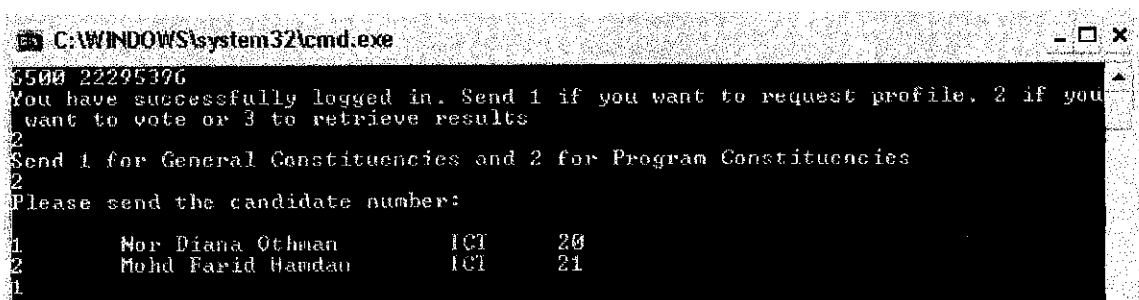 C:\WINDOWS\system32\cmd.exe
5500 22295396
You have successfully logged in. Send 1 if you want to request profile, 2 if you
want to vote or 3 to retrieve results
2
Send 1 for General Constituencies and 2 for Program Constituencies
2
Please send the candidate number:
1 Nor Diana Othman ICT 20
2 Mohd Farid Hamdan ICT 21
1